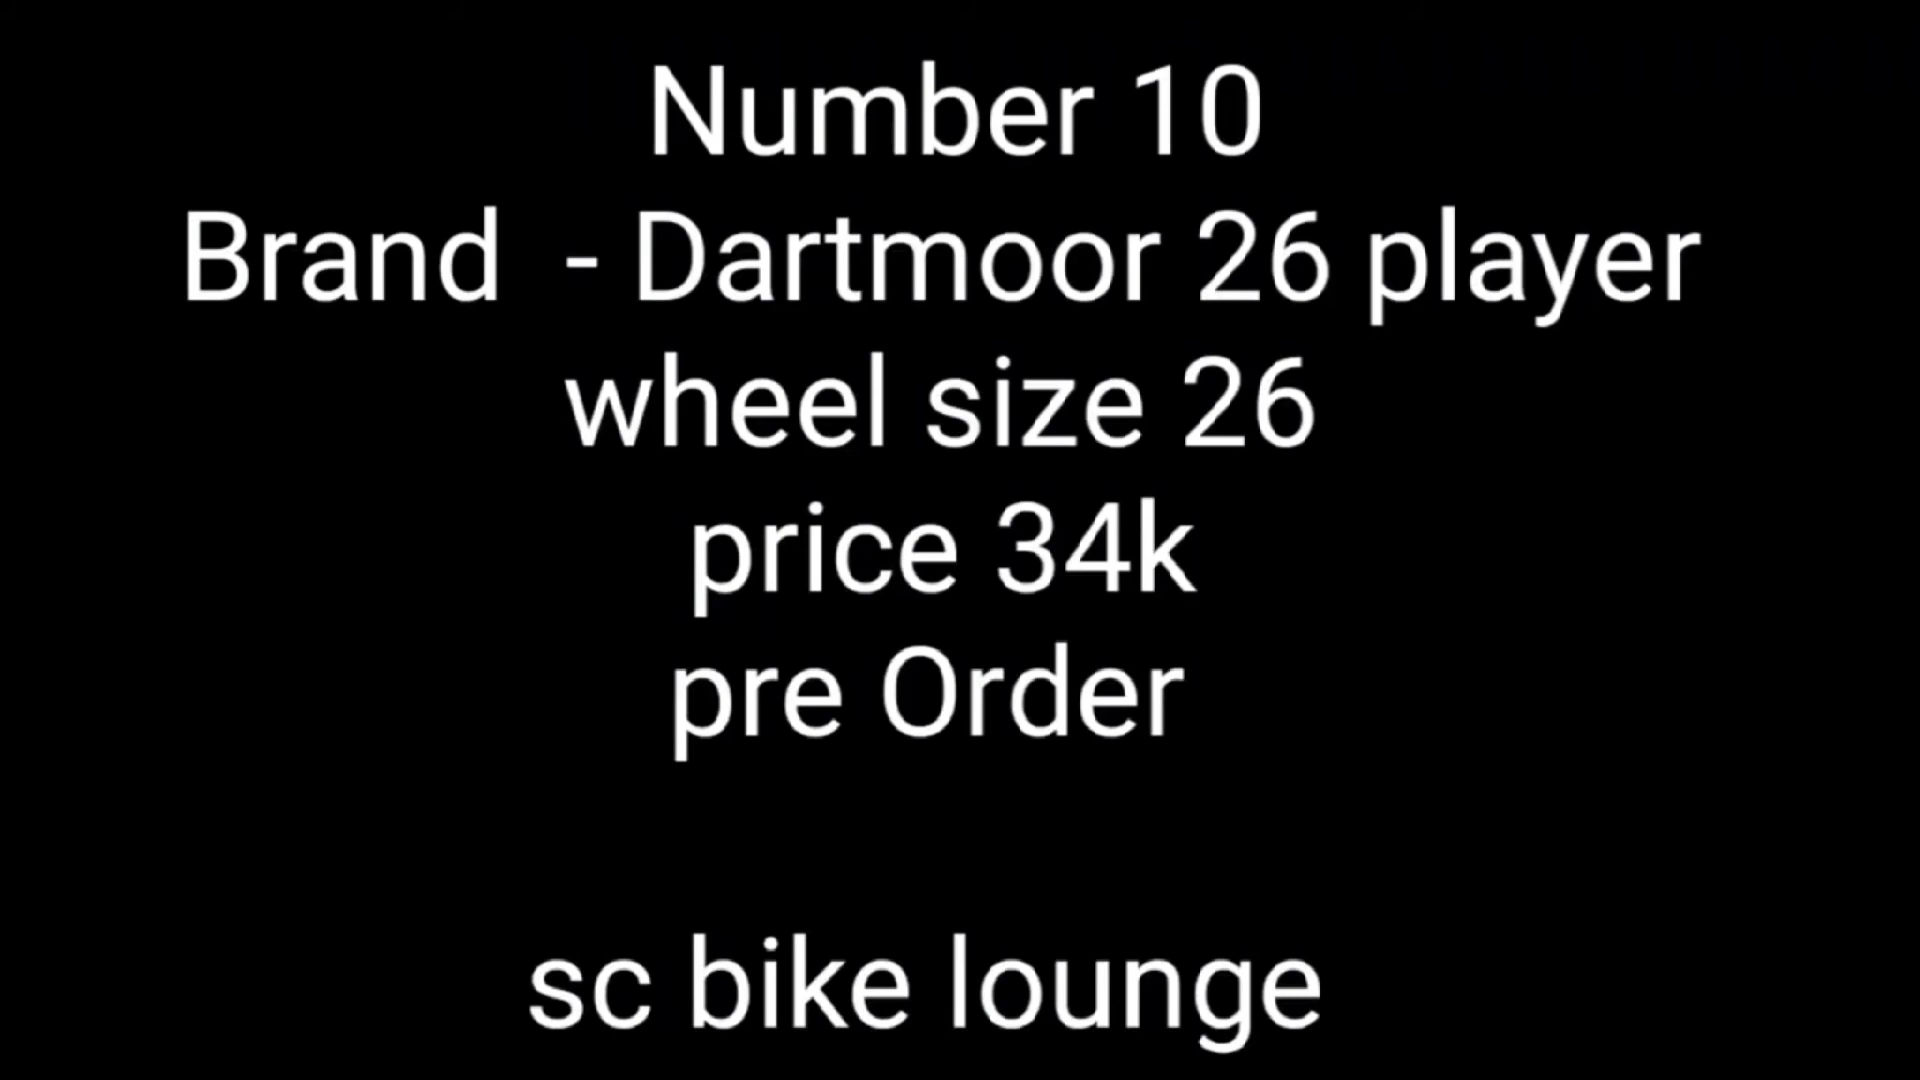 Number 10
Brand - Dartmoor 26 player
wheel size 26
price 34k
pre Order
sc bike lounge